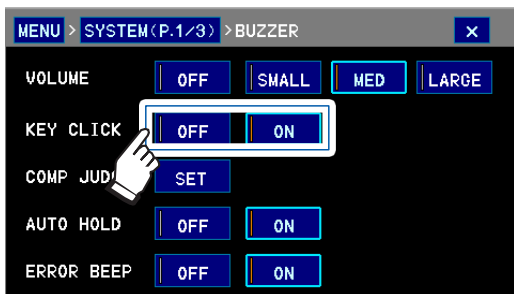 MENU > SYSTEM(P.1/3) >BUZZER ×
VOLUME OFF SMALL MED LARGE
KEY CLICK OFF ON
COMP SET
AUTO HOLD OFF ON
ERROR BEEP OFF ON